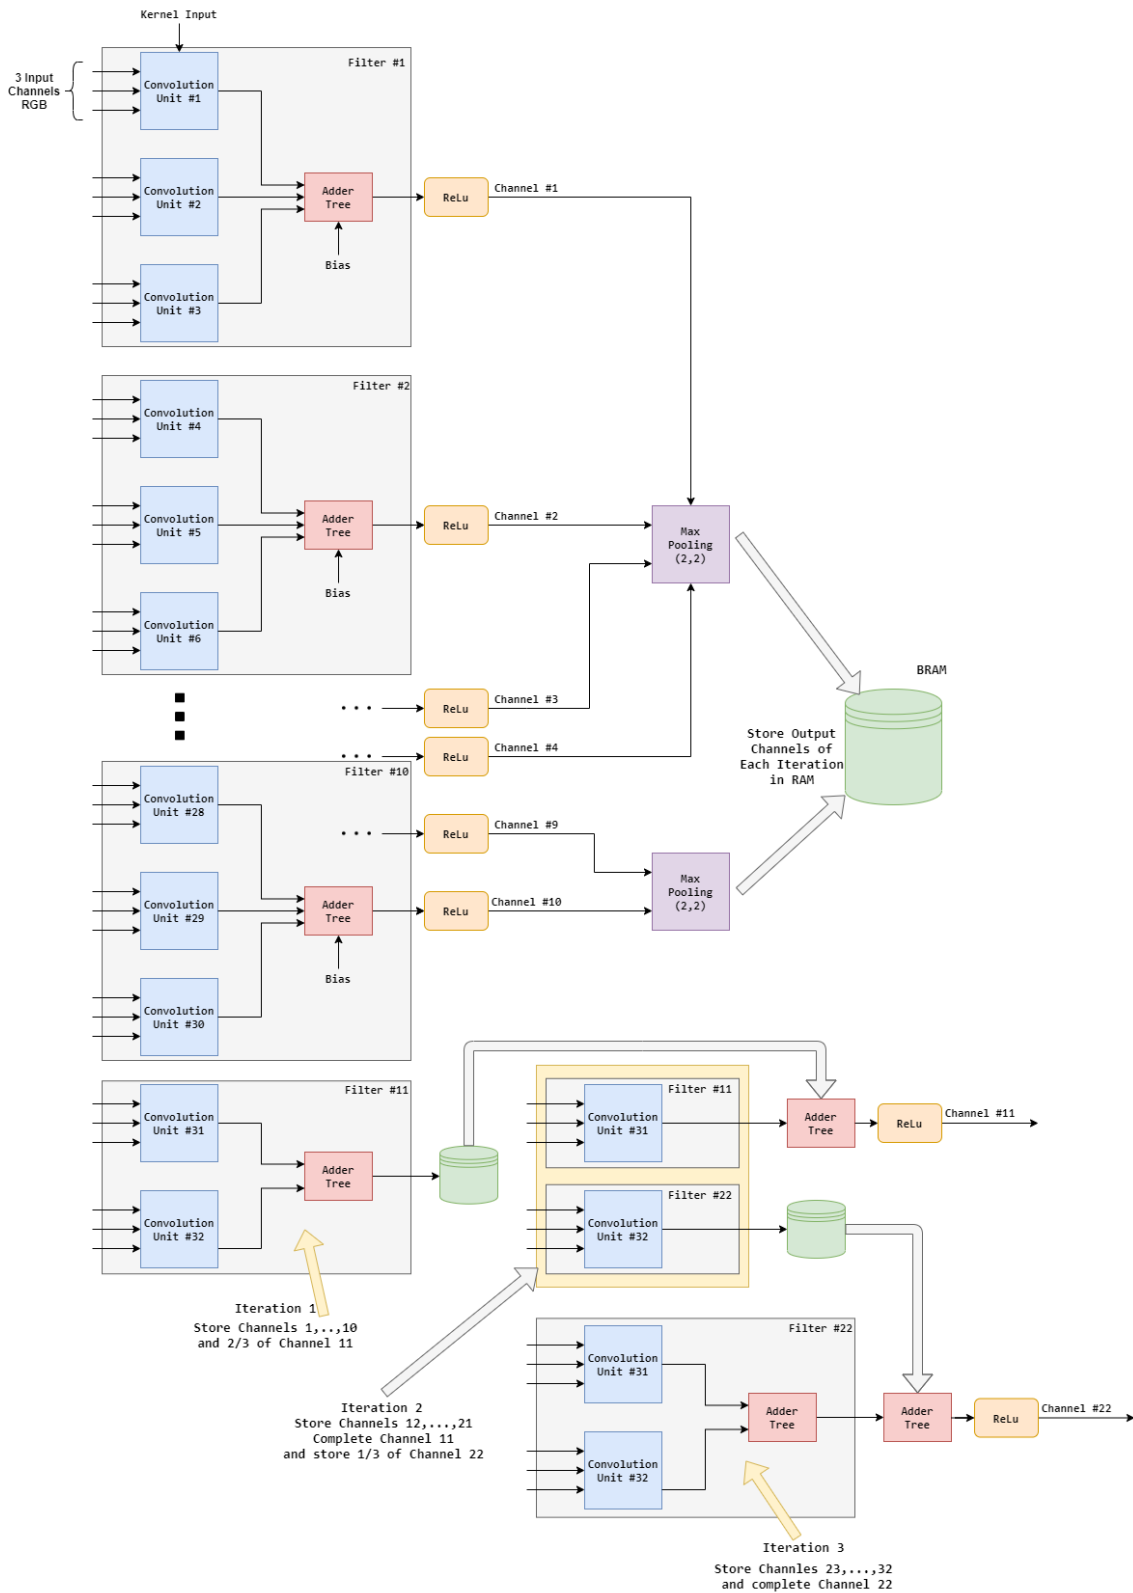 Kernel Input
3 Input
Channels
RGB
Filter #1
Convolution
Unit #1
Convolution
Unit #2
Convolution
Unit #3
Adder
Tree
Bias
ReLu
Channel #1
Filter #2
Convolution
Unit #4
Convolution
Unit #5
Convolution
Unit #6
Adder
Tree
Bias
ReLu
Channel #2
Max
Pooling
(2,2)
ReLu
Channel #3
ReLu
Channel #4
BRAM
Store Output
Channels of
Each Iteration
in RAM
Filter #10
Convolution
Unit #28
Convolution
Unit #29
Convolution
Unit #30
Adder
Tree
Bias
ReLu
Channel #9
ReLu
Channel #10
Max
Pooling
(2,2)
Filter #11
Convolution
Unit #31
Convolution
Unit #32
Adder
Tree
Iteration 1
Store Channels 1,..,10
and 2/3 of Channel 11
Filter #11
Convolution
Unit #31
Adder
Tree
ReLu
Channel #11
Filter #22
Convolution
Unit #32
Iteration 2
Store Channels 12,...,21
Complete Channel 11
and store 1/3 of Channel 22
Filter #22
Convolution
Unit #31
Convolution
Unit #32
Adder
Tree
Adder
Tree
ReLu
Channel #22
Iteration 3
Store Channles 23,...,32
and complete Channel 22